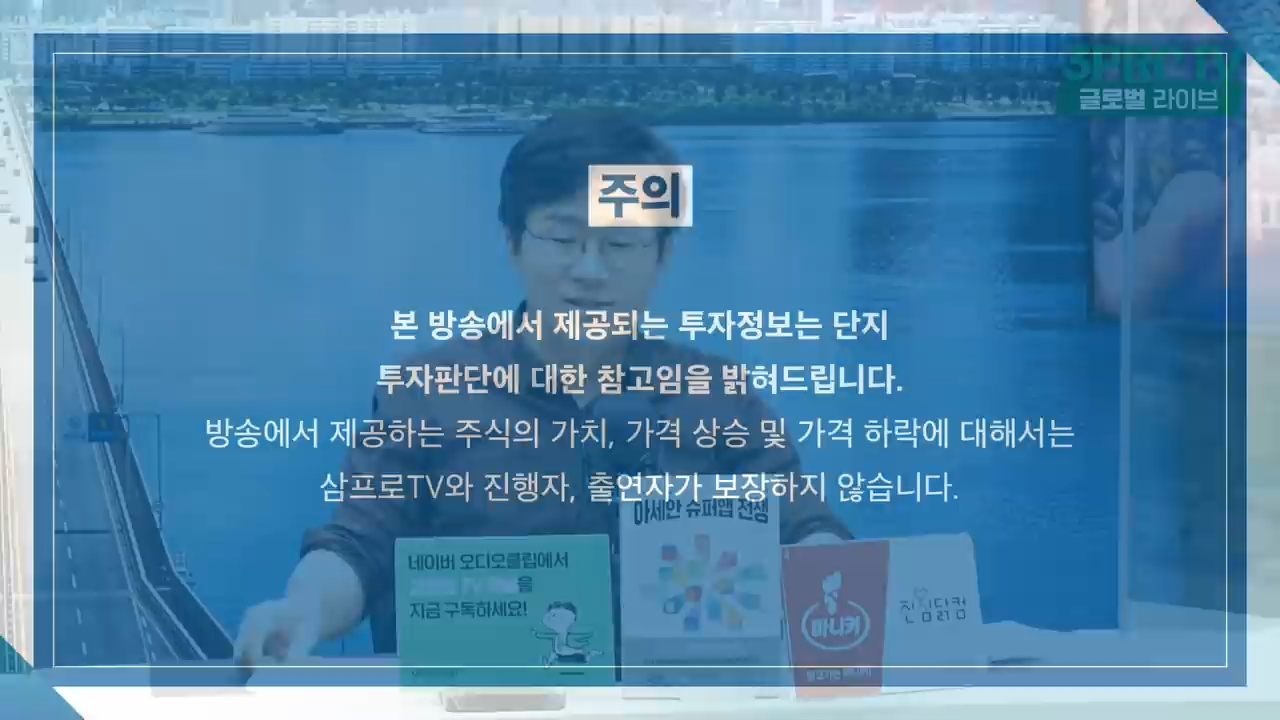 3PROTV
글로벌 라이브
주의
본 방송에서 제공되는 투자정보는 단지
투자판단에 대한 참고임을 밝혀드립니다.
방송에서 제공하는 주식의 가치, 가격 상승 및 가격 하락에 대해서는
삼프로TV와 진행자, 출연자가 보장하지 않습니다.
아세안 슈퍼앱 전쟁
네이버 오디오클립에서
을
지금 구독하세요!
마니커
진심닭컴